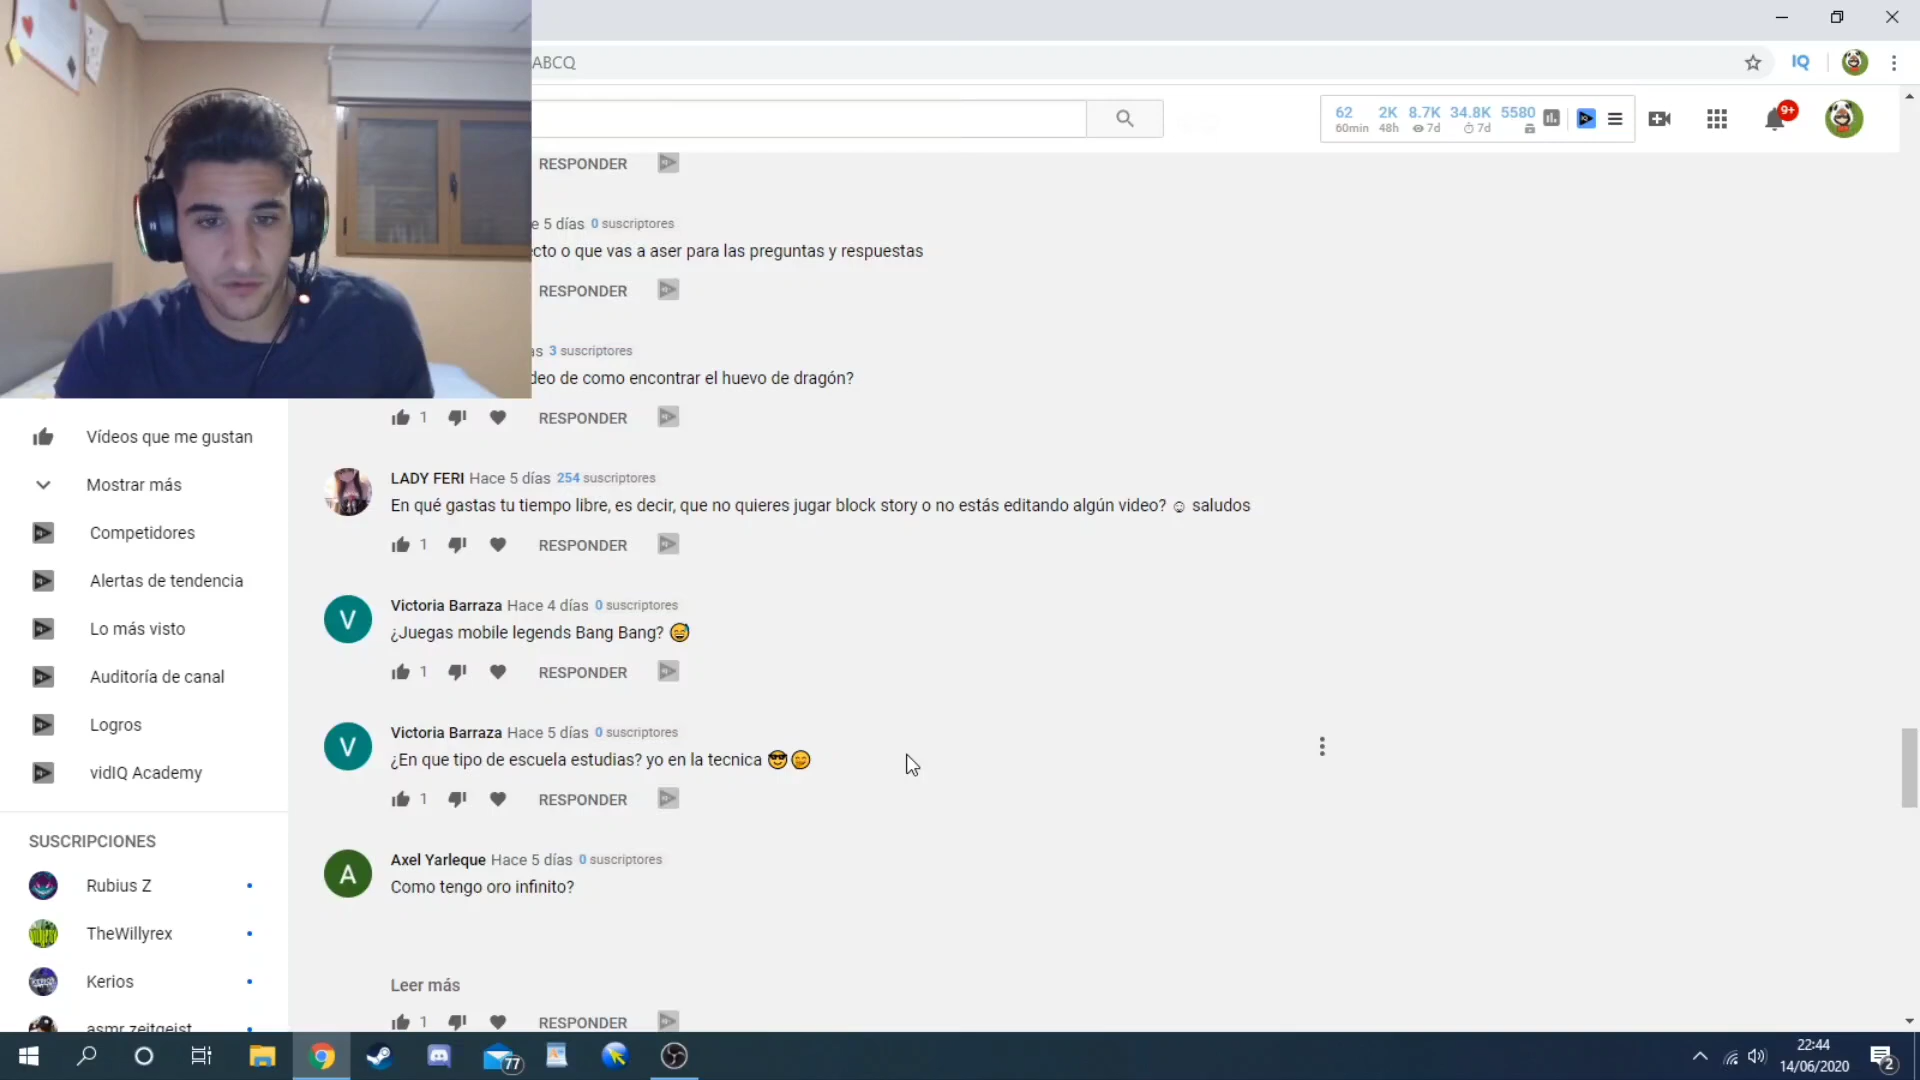 ABCQ
IQ
62 2K 8.7K 34.8K 5580
60min 48h 7d 7d
9+
RESPONDER
e 5 días 0 suscriptores
cto o que vas a aser para las preguntas y respuestas
RESPONDER
as 3 suscriptores
deo de como encontrar el huevo de dragón?
1 RESPONDER
LADY FERI Hace 5 días 254 suscriptores
En qué gastas tu tiempo libre, es decir, que no quieres jugar block story o no estás editando algún video? ☺ saludos
1 RESPONDER
V
Victoria Barraza Hace 4 días 0 suscriptores
¿Juegas mobile legends Bang Bang? 😅
1 RESPONDER
V
Victoria Barraza Hace 5 días 0 suscriptores
¿En que tipo de escuela estudias? yo en la tecnica 😎🤭
1 RESPONDER
A
Axel Yarleque Hace 5 días 0 suscriptores
Como tengo oro infinito?
Leer más
1 RESPONDER
Vídeos que me gustan
Mostrar más
Competidores
Alertas de tendencia
Lo más visto
Auditoría de canal
Logros
vidIQ Academy
SUSCRIPCIONES
Rubius Z
TheWillyrex
Kerios
asmr zeitgeist
77
22:44
14/06/2020
2